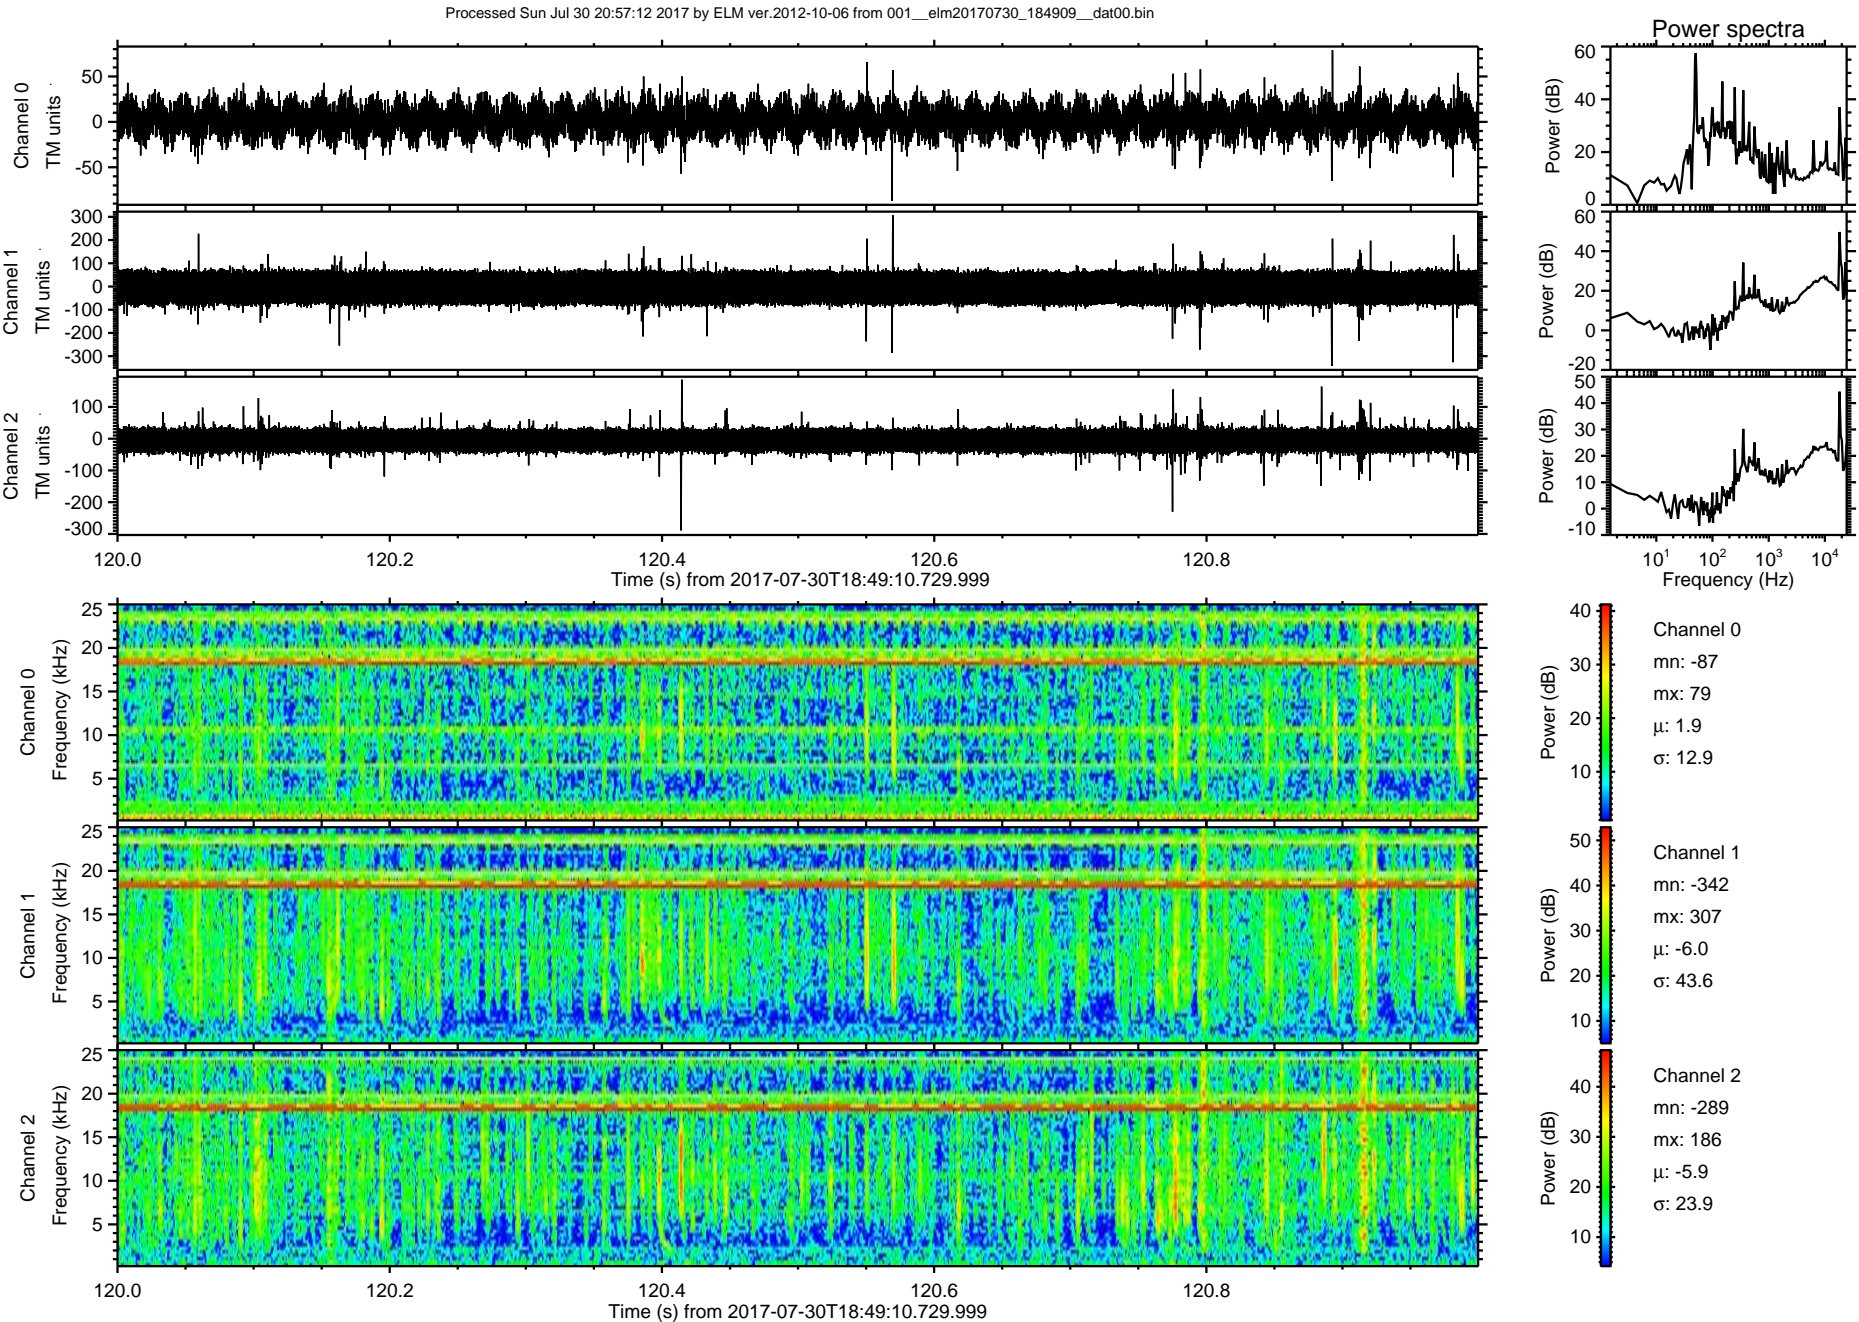 Processed Sun Jul 30 20:57:12 2017 by ELM ver.2012-10-06 from 001__elm20170730_184909__dat00.bin
Power spectra
Channel 0
TM units
50
0
-50
Power (dB)
60
40
20
0
Channel 1
TM units
300
200
100
0
-100
-200
-300
Power (dB)
60
40
20
0
-20
Channel 2
TM units
100
0
-100
-200
-300
Power (dB)
50
40
30
20
10
0
-10
120.0 120.2 120.4 120.6 120.8
Time (s) from 2017-07-30T18:49:10.729.999
10^1 10^2 10^3 10^4
Frequency (Hz)
Channel 0
Frequency (kHz)
25
20
15
10
5
Power (dB)
40
30
20
10
Channel 0
mn: -87
mx: 79
μ: 1.9
σ: 12.9
Channel 1
Frequency (kHz)
25
20
15
10
5
Power (dB)
50
40
30
20
10
Channel 1
mn: -342
mx: 307
μ: -6.0
σ: 43.6
Channel 2
Frequency (kHz)
25
20
15
10
5
Power (dB)
40
30
20
10
Channel 2
mn: -289
mx: 186
μ: -5.9
σ: 23.9
120.0 120.2 120.4 120.6 120.8
Time (s) from 2017-07-30T18:49:10.729.999